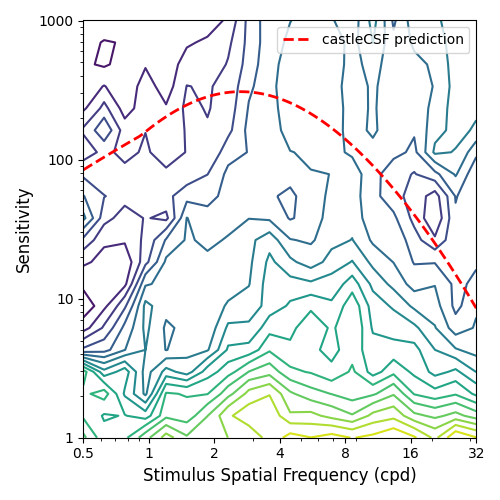 castleCSF prediction
1000
100
10
1
Sensitivity
0.5 1 2 4 8 16 32
Stimulus Spatial Frequency (cpd)